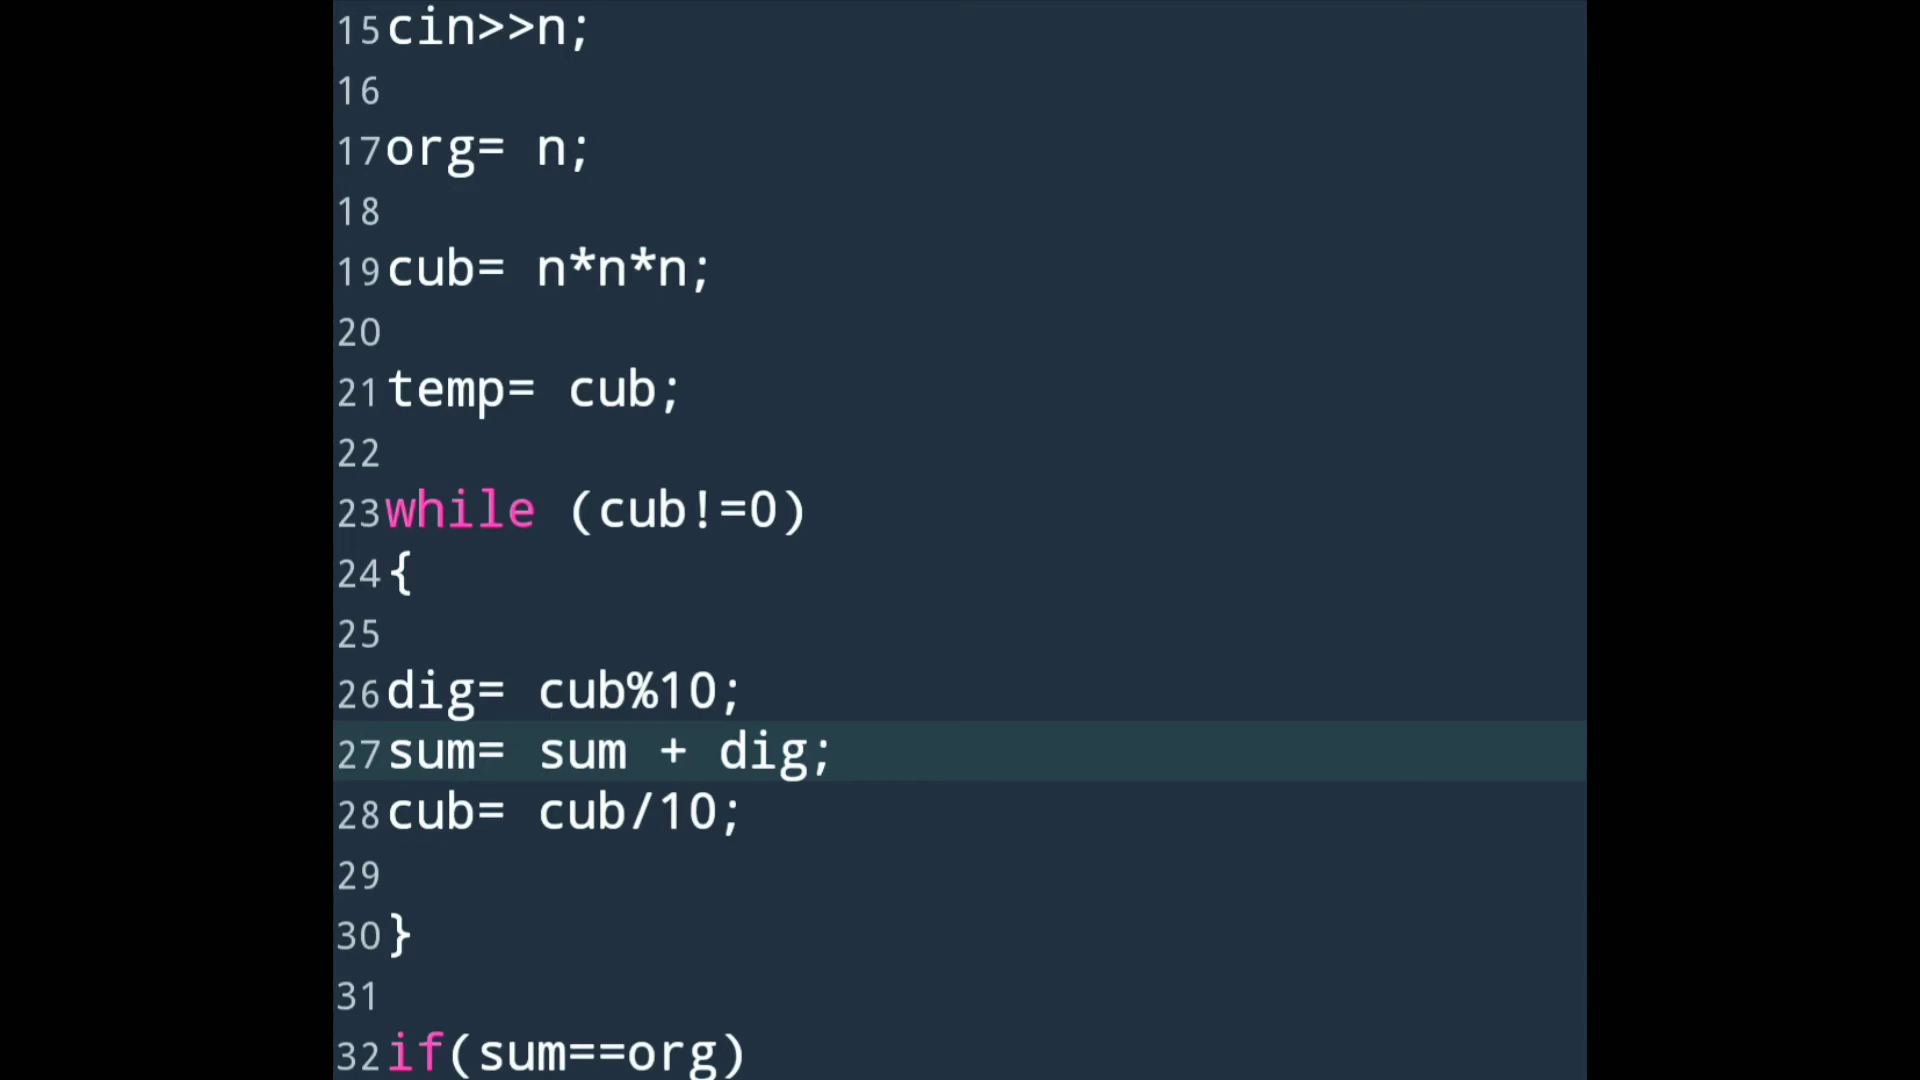 15cin>>n;
16
17org= n;
18
19cub= n*n*n;
20
21temp= cub;
22
23while (cub!=0)
24{
25
26dig= cub%10;
27sum= sum + dig;
28cub= cub/10;
29
30}
31
32if(sum==org)